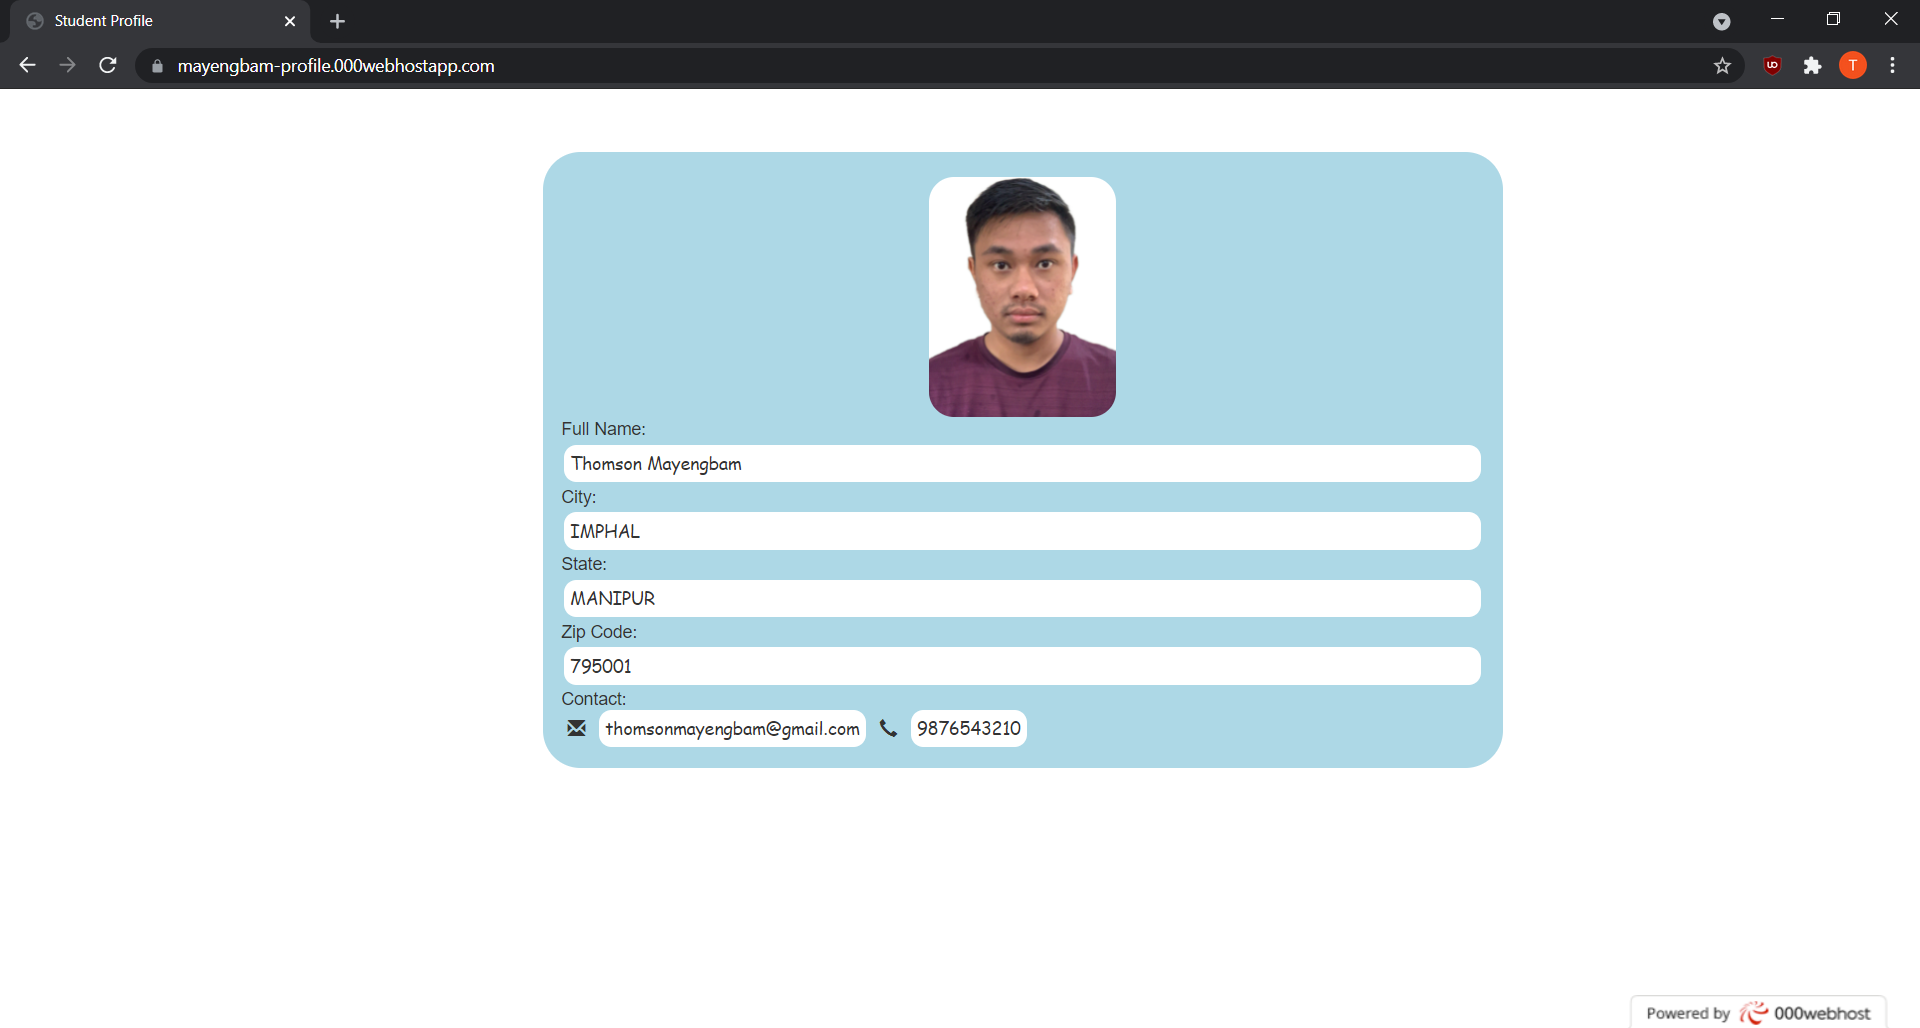 Student Profile
mayengbam-profile.000webhostapp.com
UD
T
Full Name:
Thomson Mayengbam
City:
IMPHAL
State:
MANIPUR
Zip Code:
795001
Contact:
thomsonmayengbam@gmail.com 9876543210
Powered by 000webhost